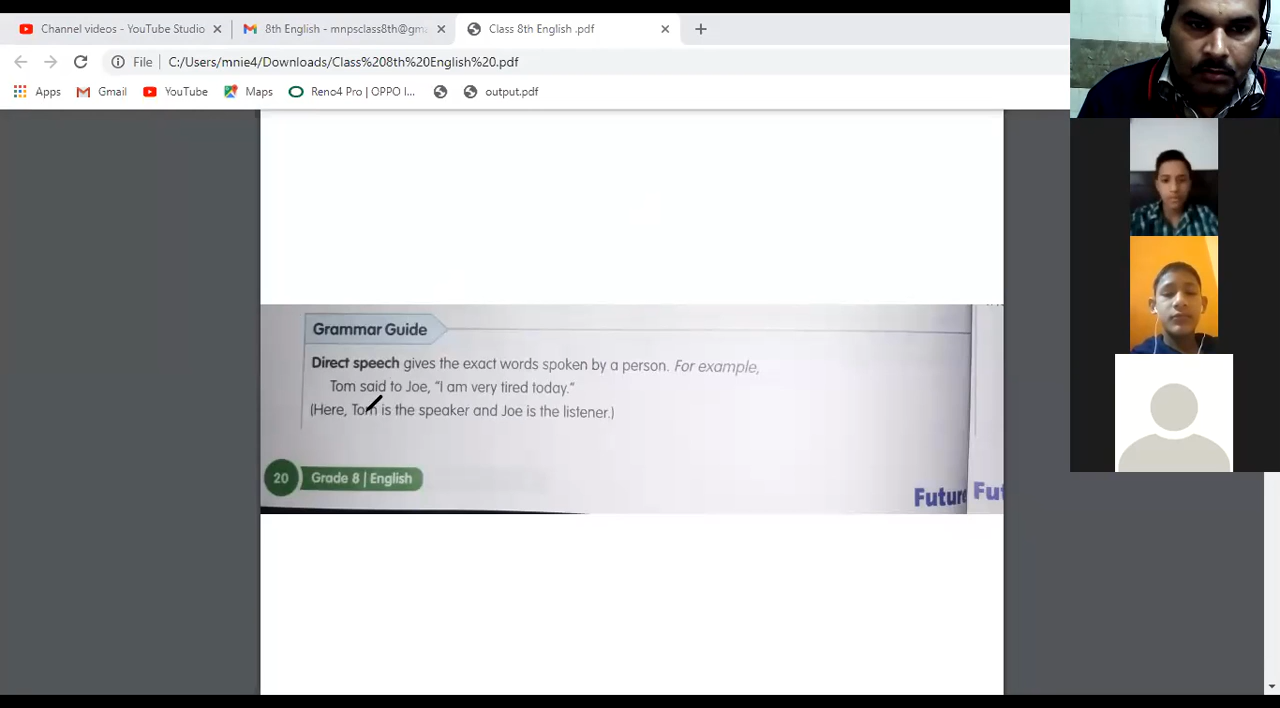 Channel videos - YouTube Studio
8th English - mnpsclass8th@gma
Class 8th English .pdf
File
C:/Users/mnie4/Downloads/Class%208th%20English%20.pdf
Apps
Gmail
YouTube
Maps
Reno4 Pro | OPPO I...
output.pdf
Grammar Guide
Direct speech gives the exact words spoken by a person. For example,
Tom said to Joe, “I am very tired today.”
(Here, Tom is the speaker and Joe is the listener.)
20 Grade 8 | English
Futur
Fu